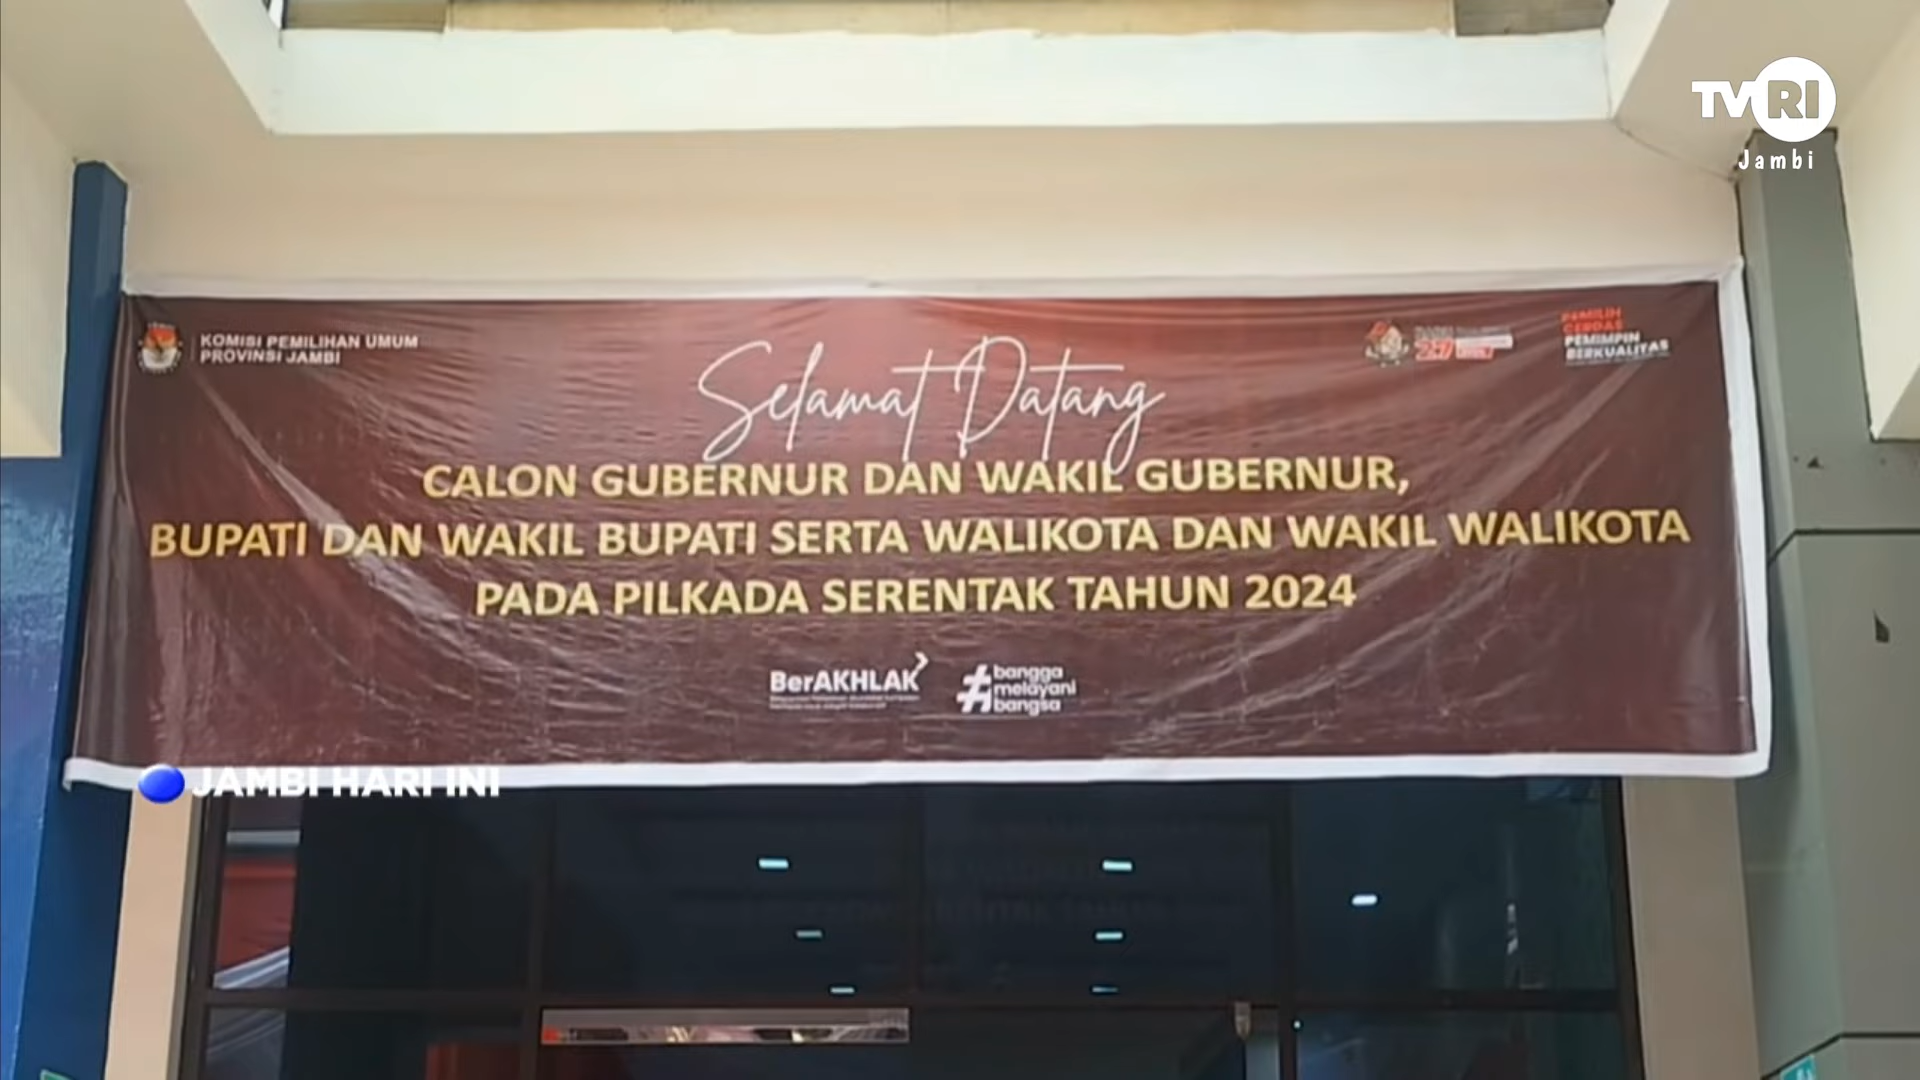 TVRI
Jambi
KOMISI PEMILIHAN UMUM
PROVINSI JAMBI
27
PEMILIH
CERDAS
PEMIMPIN
BERKUALITAS
Selamat Datang
CALON GUBERNUR DAN WAKIL GUBERNUR,
BUPATI DAN WAKIL BUPATI SERTA WALIKOTA DAN WAKIL WALIKOTA
PADA PILKADA SERENTAK TAHUN 2024
BerAKHLAK
#bangga
melayani
bangsa
JAMBI HARI INI